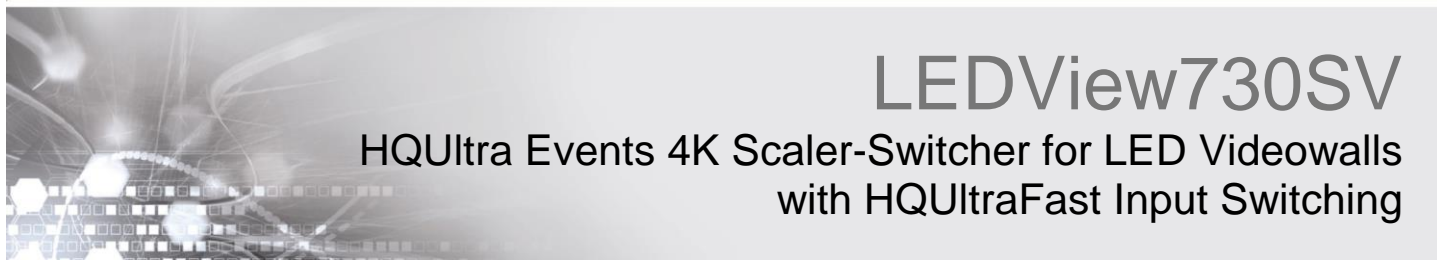 LEDView730SV
HQUltra Events 4K Scaler-Switcher for LED Videowalls
with HQUltraFast Input Switching